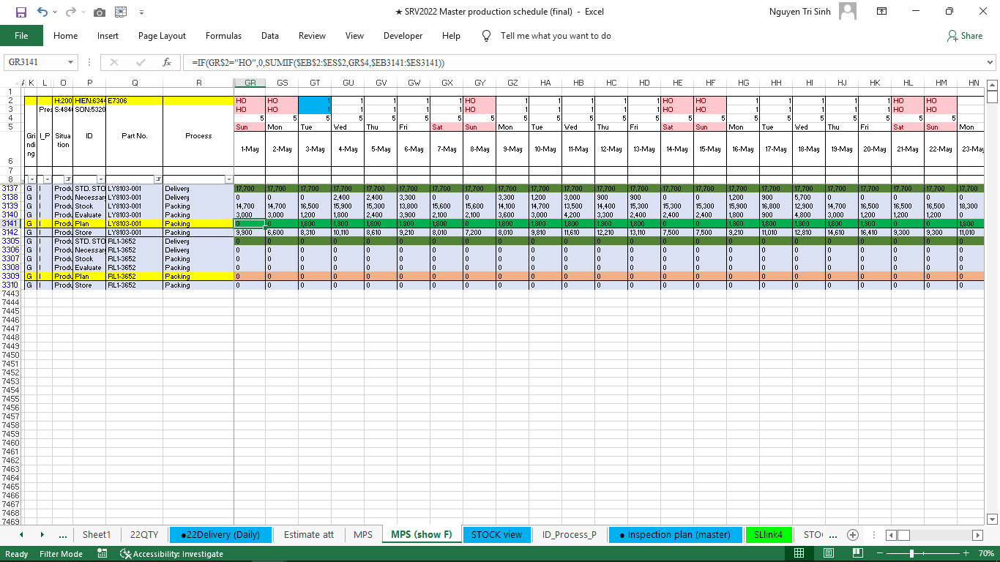 ★ SRV2022 Master production schedule (final) - Excel
Nguyen Tri Sinh
File Home Insert Page Layout Formulas Data Review View Developer Help Tell me what you want to do Share
GR3141 fx =IF(GR$2="HO",0,SUMIF($EB$2:$ES$2,GR$4,$EB3141:$ES3141))
K L O P Q R GR GS GT GU GV GW GX GY GZ HA HB HC HD HE HF HG HH HI HJ HK HL HM HN
1
2 H:200 HIEN:634 E7306 HO HO 1 1 1 1 1 HO 1 1 1 1 1 HO HO 1 1 1 1 1 HO HO
3 Pres S:484 SON:5320 HO HO 1 1 1 1 1 HO 1 1 1 1 1 HO HO 1 1 1 1 1 HO HO
4 5 5 5 5 5 5 5 5 5 5 5 5 5 5 5 5 5 5 5 5 5 5
5 Sun Mon Tue Wed Thu Fri Sat Sun Mon Tue Wed Thu Fri Sat Sun Mon Tue Wed Thu Fri Sat Sun Mon
6 Grinding I_P Situation ID Part No. Process 1-May 2-May 3-May 4-May 5-May 6-May 7-May 8-May 9-May 10-May 11-May 12-May 13-May 14-May 15-May 16-May 17-May 18-May 19-May 20-May 21-May 22-May 23-May
7
8
3137 G I Produ STD. STO LY8103-001 Delivery 17,700 17,700 17,700 17,700 17,700 17,700 17,700 17,700 17,700 17,700 17,700 17,700 17,700 17,700 17,700 17,700 17,700 17,700 17,700 17,700 17,700 17,700 17,700
3138 G I Produ Necessar LY8103-001 Delivery 0 0 0 2,400 2,400 3,300 0 0 3,300 1,200 3,000 900 900 0 0 1,200 900 5,700 0 0 0 0 0
3139 G I Produ Stock LY8103-001 Packing 14,700 14,700 16,500 15,900 15,300 13,800 15,600 15,600 14,100 14,700 13,500 14,400 15,300 15,300 15,300 15,900 16,800 12,900 14,700 16,500 16,500 16,500 18,300
3140 G I Produ Evaluate LY8103-001 Packing 3,000 3,000 1,200 1,800 2,400 3,900 2,100 2,100 3,600 3,000 4,200 3,300 2,400 2,400 2,400 1,800 900 4,800 3,000 1,200 1,200 1,200 0
3141 G I Produ Plan LY8103-001 Packing 0 0 1,800 1,800 1,800 1,800 1,800 0 1,800 1,800 1,800 1,800 1,800 0 0 1,800 1,800 1,800 1,800 1,800 0 0 1,800
3142 G I Produ Store LY8103-001 Packing 9,900 6,600 8,310 10,110 8,610 9,210 8,010 7,200 8,010 9,810 11,610 12,210 13,110 7,500 7,500 9,210 11,010 12,810 14,610 16,410 9,300 9,300 11,010
3305 G I Produ STD. STO RL1-3652 Delivery 0 0 0 0 0 0 0 0 0 0 0 0 0 0 0 0 0 0 0 0 0 0 0
3306 G I Produ Necessar RL1-3652 Delivery 0 0 0 0 0 0 0 0 0 0 0 0 0 0 0 0 0 0 0 0 0 0 0
3307 G I Produ Stock RL1-3652 Packing 0 0 0 0 0 0 0 0 0 0 0 0 0 0 0 0 0 0 0 0 0 0 0
3308 G I Produ Evaluate RL1-3652 Packing 0 0 0 0 0 0 0 0 0 0 0 0 0 0 0 0 0 0 0 0 0 0 0
3309 G I Produ Plan RL1-3652 Packing 0 0 0 0 0 0 0 0 0 0 0 0 0 0 0 0 0 0 0 0 0 0 0
3310 G I Produ Store RL1-3652 Packing 0 0 0 0 0 0 0 0 0 0 0 0 0 0 0 0 0 0 0 0 0 0 0
7443
7444
7445
7446
7447
7448
7449
7450
7451
7452
7453
7454
7455
7456
7457
7458
7459
7460
7461
7462
7463
7464
7465
7466
7467
7468
7469
... Sheet1 22QTY ●22Delivery (Daily) Estimate att MPS MPS (show F) STOCK view ID_Process_P ● Inspection plan (master) SLlink4 STO ...
Ready Filter Mode Accessibility: Investigate 70%